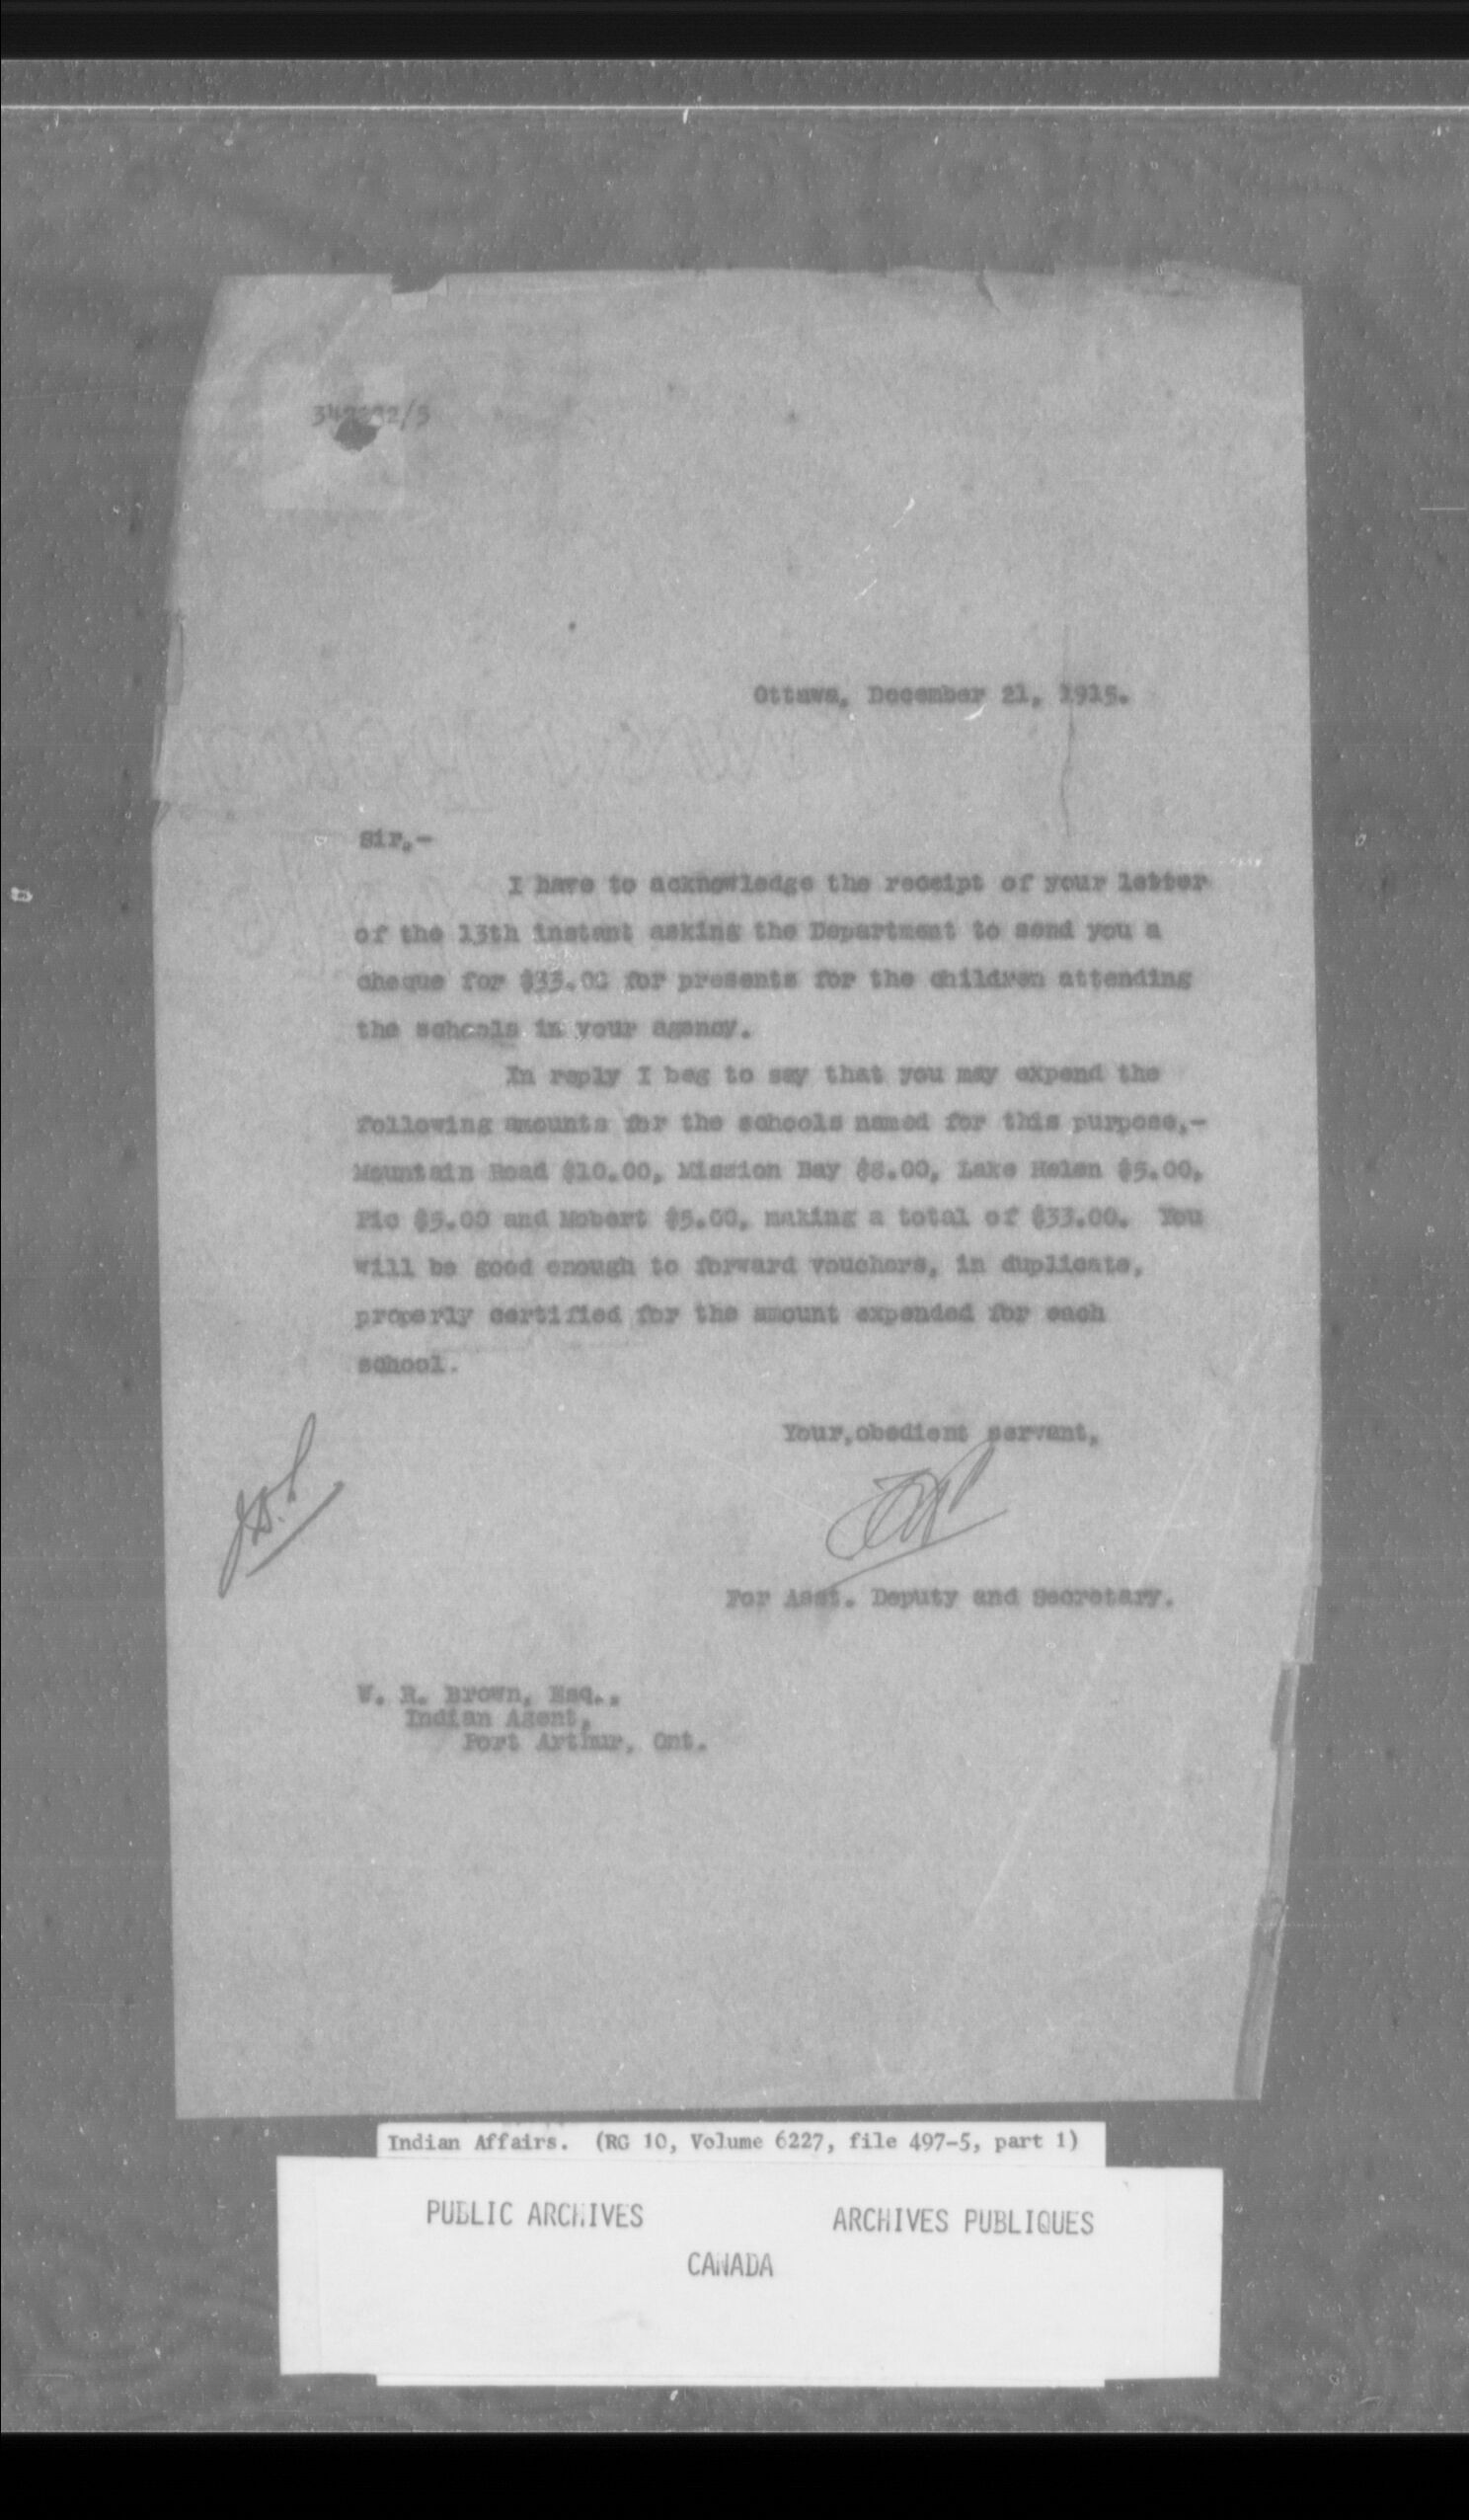 Ottawa, December 21, 1915.
Sir,-
I have to acknowledge the receipt of your letter
of the 13th instant asking the Department to send you a
cheque for $33.00 for presents for the children attending
the schools in your agency.
In reply I beg to say that you may expend the
following amounts for the schools named for this purpose,-
Mountain Road $10.00, Mission Bay $8.00, Lake Helen $5.00,
Pic $5.00 and Mobert $5.00, making a total of $33.00. You
will be good enough to forward vouchers, in duplicate,
properly certified for the amount expended for each
school.
Your,obedient servant,
For Asst. Deputy and Secretary.
W. R. Brown, Esq.,
Indian Agent,
Port Arthur, Ont.
Indian Affairs. (RG 10, Volume 6227, file 497-5, part 1)
PUBLIC ARCHIVES ARCHIVES PUBLIQUES
CANADA